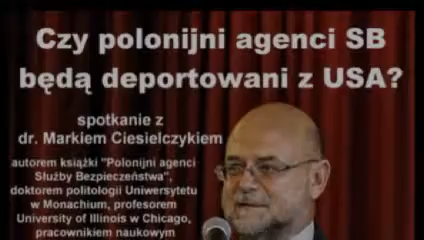 Czy polonijni agenci SB
będą deportowani z USA?
spotkanie z
dr. Markiem Ciesielczykiem
autorem książki "Polonijni agenci
Służby Bezpieczeństwa",
doktorem politologii Uniwersytetu
w Monachium, profesorem
University of Illinois w Chicago,
pracownikiem naukowym